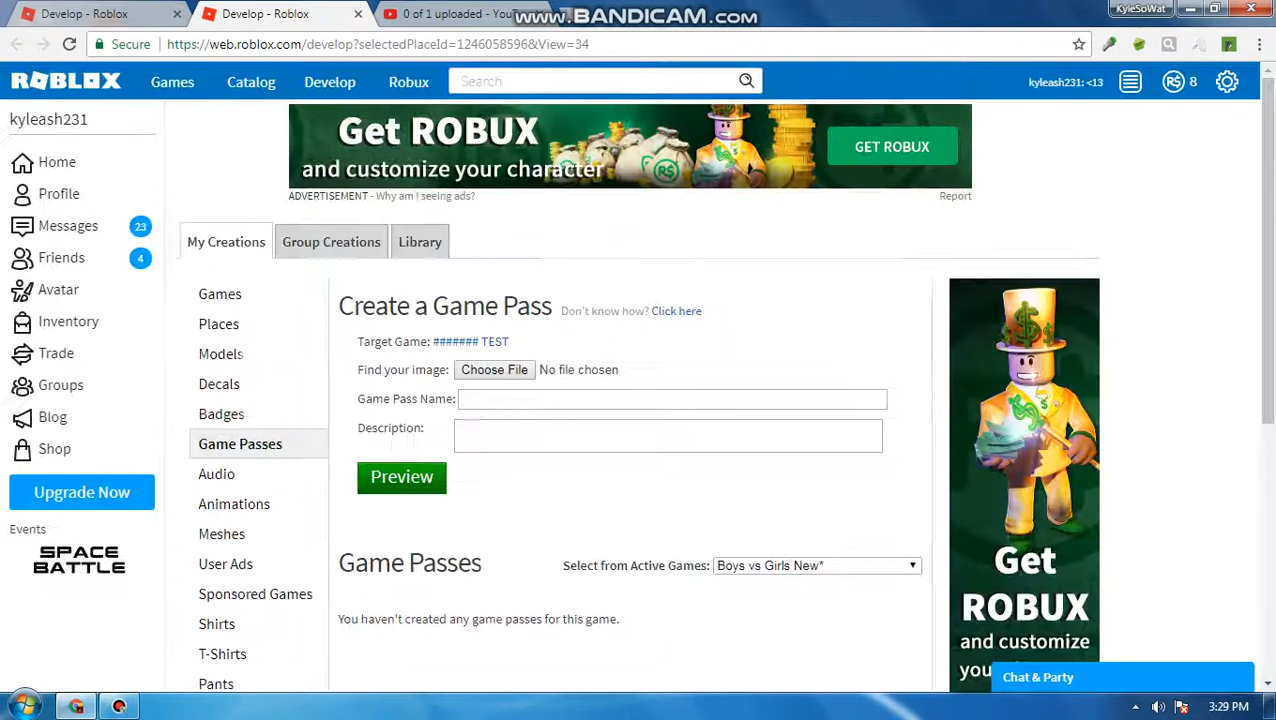 Develop - Roblox
Develop - Roblox
0 of 1 uploaded - You
www.BANDICAM.com
KyleSoWat
Secure
https://web.roblox.com/develop?selectedPlaceId=1246058596&View=34
ROBLOX
Games
Catalog
Develop
Robux
Search
kyleash231: <13
R$
8
kyleash231
Home
Profile
Messages
23
Friends
4
Avatar
Inventory
Trade
Groups
Blog
Shop
Upgrade Now
Events
SPACE
BATTLE
Get ROBUX
and customize your character
R$
GET ROBUX
ADVERTISEMENT - Why am I seeing ads?
Report
My Creations
Group Creations
Library
Games
Places
Models
Decals
Badges
Game Passes
Audio
Animations
Meshes
User Ads
Sponsored Games
Shirts
T-Shirts
Pants
Create a Game Pass
Don't know how? Click here
Target Game: ####### TEST
Find your image: Choose File No file chosen
Game Pass Name:
Description:
Preview
Game Passes
Select from Active Games: Boys vs Girls New*
You haven't created any game passes for this game.
Get
ROBUX
and customize
you
Chat & Party
3:29 PM